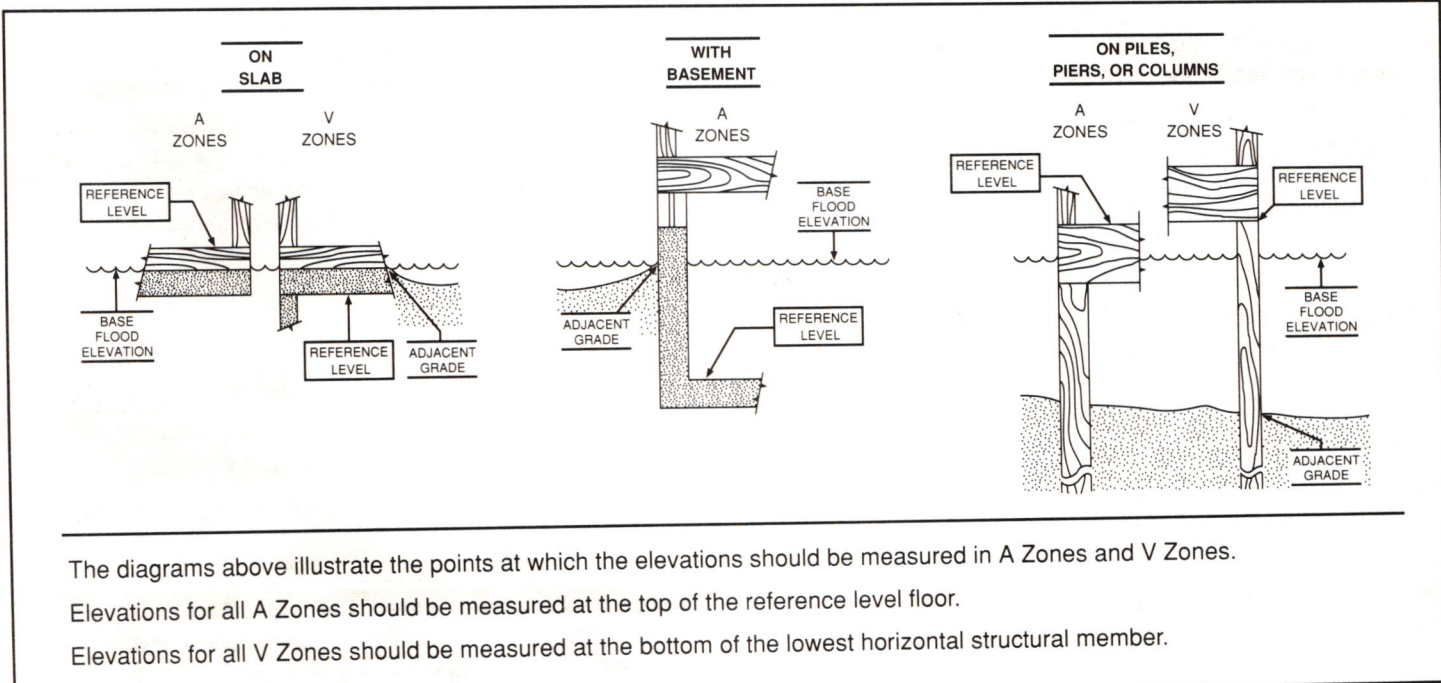 ON
SLAB
A
ZONES
V
ZONES
REFERENCE
LEVEL
BASE
FLOOD
ELEVATION
REFERENCE
LEVEL
ADJACENT
GRADE
WITH
BASEMENT
A
ZONES
BASE
FLOOD
ELEVATION
ADJACENT
GRADE
REFERENCE
LEVEL
ON PILES,
PIERS, OR COLUMNS
A
ZONES
V
ZONES
REFERENCE
LEVEL
REFERENCE
LEVEL
BASE
FLOOD
ELEVATION
ADJACENT
GRADE
The diagrams above illustrate the points at which the elevations should be measured in A Zones and V Zones.
Elevations for all A Zones should be measured at the top of the reference level floor.
Elevations for all V Zones should be measured at the bottom of the lowest horizontal structural member.